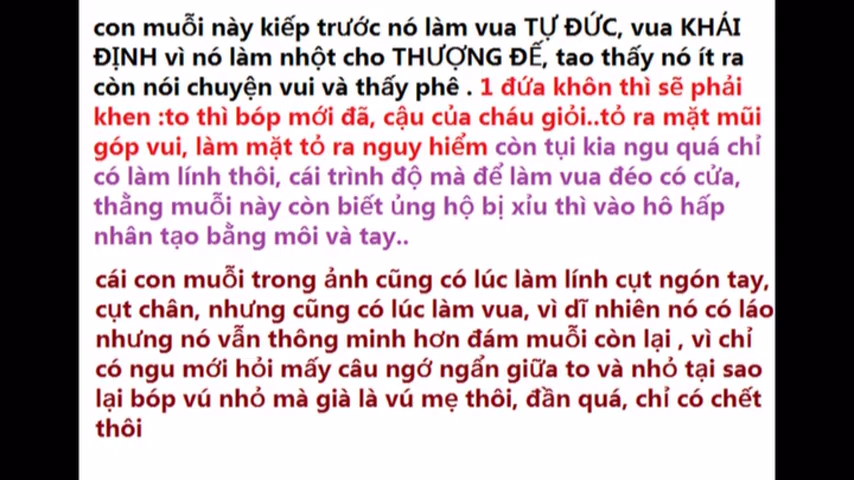 con muỗi này kiếp trước nó làm vua TỰ ĐỨC, vua KHÁI
ĐỊNH vì nó làm nhột cho THƯỢNG ĐẾ, tao thấy nó ít ra
còn nói chuyện vui và thấy phê . 1 đứa khôn thì sẽ phải
khen :to thì bóp mới đã, cậu của cháu giỏi..tỏ ra mặt mũi
góp vui, làm mặt tỏ ra nguy hiểm còn tụi kia ngu quá chỉ
có làm lính thôi, cái trình độ mà để làm vua đéo có cửa,
thằng muỗi này còn biết ủng hộ bị xỉu thì vào hô hấp
nhân tạo bằng môi và tay..
cái con muỗi trong ảnh cũng có lúc làm lính cụt ngón tay,
cụt chân, nhưng cũng có lúc làm vua, vì dĩ nhiên nó có láo
nhưng nó vẫn thông minh hơn đám muỗi còn lại , vì chỉ
có ngu mới hỏi mấy câu ngớ ngẩn giữa to và nhỏ tại sao
lại bóp vú nhỏ mà già là vú mẹ thôi, đần quá, chỉ có chết
thôi